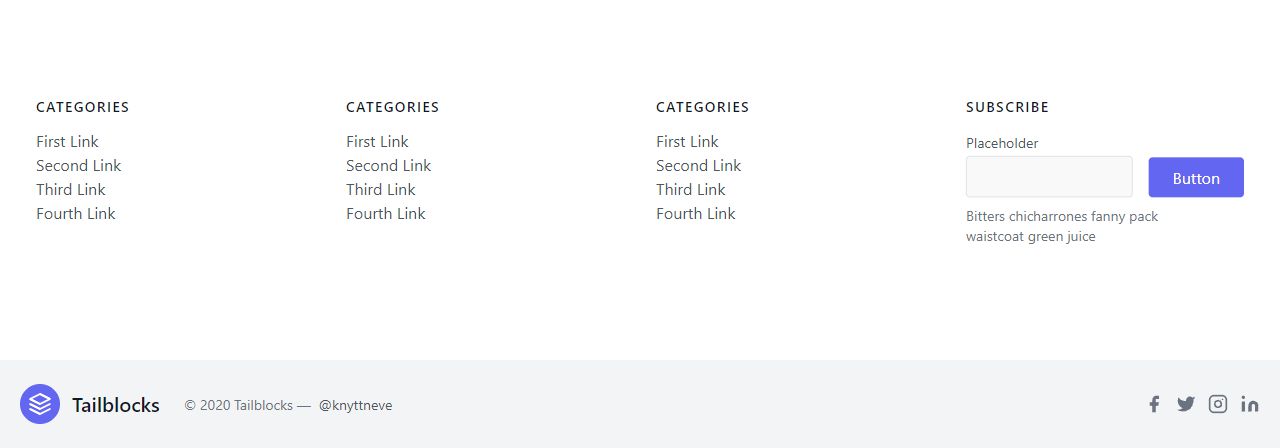 CATEGORIES
First Link
Second Link
Third Link
Fourth Link
CATEGORIES
First Link
Second Link
Third Link
Fourth Link
CATEGORIES
First Link
Second Link
Third Link
Fourth Link
SUBSCRIBE
Placeholder
Button
Bitters chicharrones fanny pack
waistcoat green juice
Tailblocks
© 2020 Tailblocks — @knyttneve